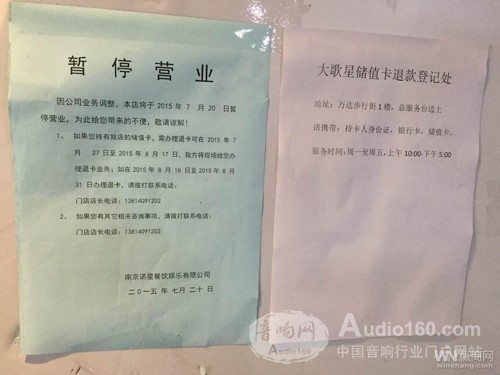 暂停营业
因公司业务调整，本店将于 2015 年 7 月 20 日暂
停营业，为此给您带来的不便，敬请谅解！
1、 如果您持有我店的储值卡，需办理退卡可在 2015 年 7 月
27 日至 2015 年 8 月 17 日，我方将现场给您办
理退卡业务；如在 2015 年 8 月 18 日至 2015 年 8 月
31 日办理退卡，请拨打联系电话：
门店店长电话：13814091202
2、 如果您有其它相关咨询事项，请拨打联系电话：
门店店长电话：13814091202
南京诺星餐饮娱乐有限公司
二〇一五年 七月 二十日
大歌星储值卡退款登记处
地址：万达步行街 1 楼，总服务台边上
请携带：持卡人身份证，银行卡，储值卡。
服务时间：周一至周五，上午 10:00-下午 5:00
音响网
Audio160.com
中国音响行业门户网站
winshang.com